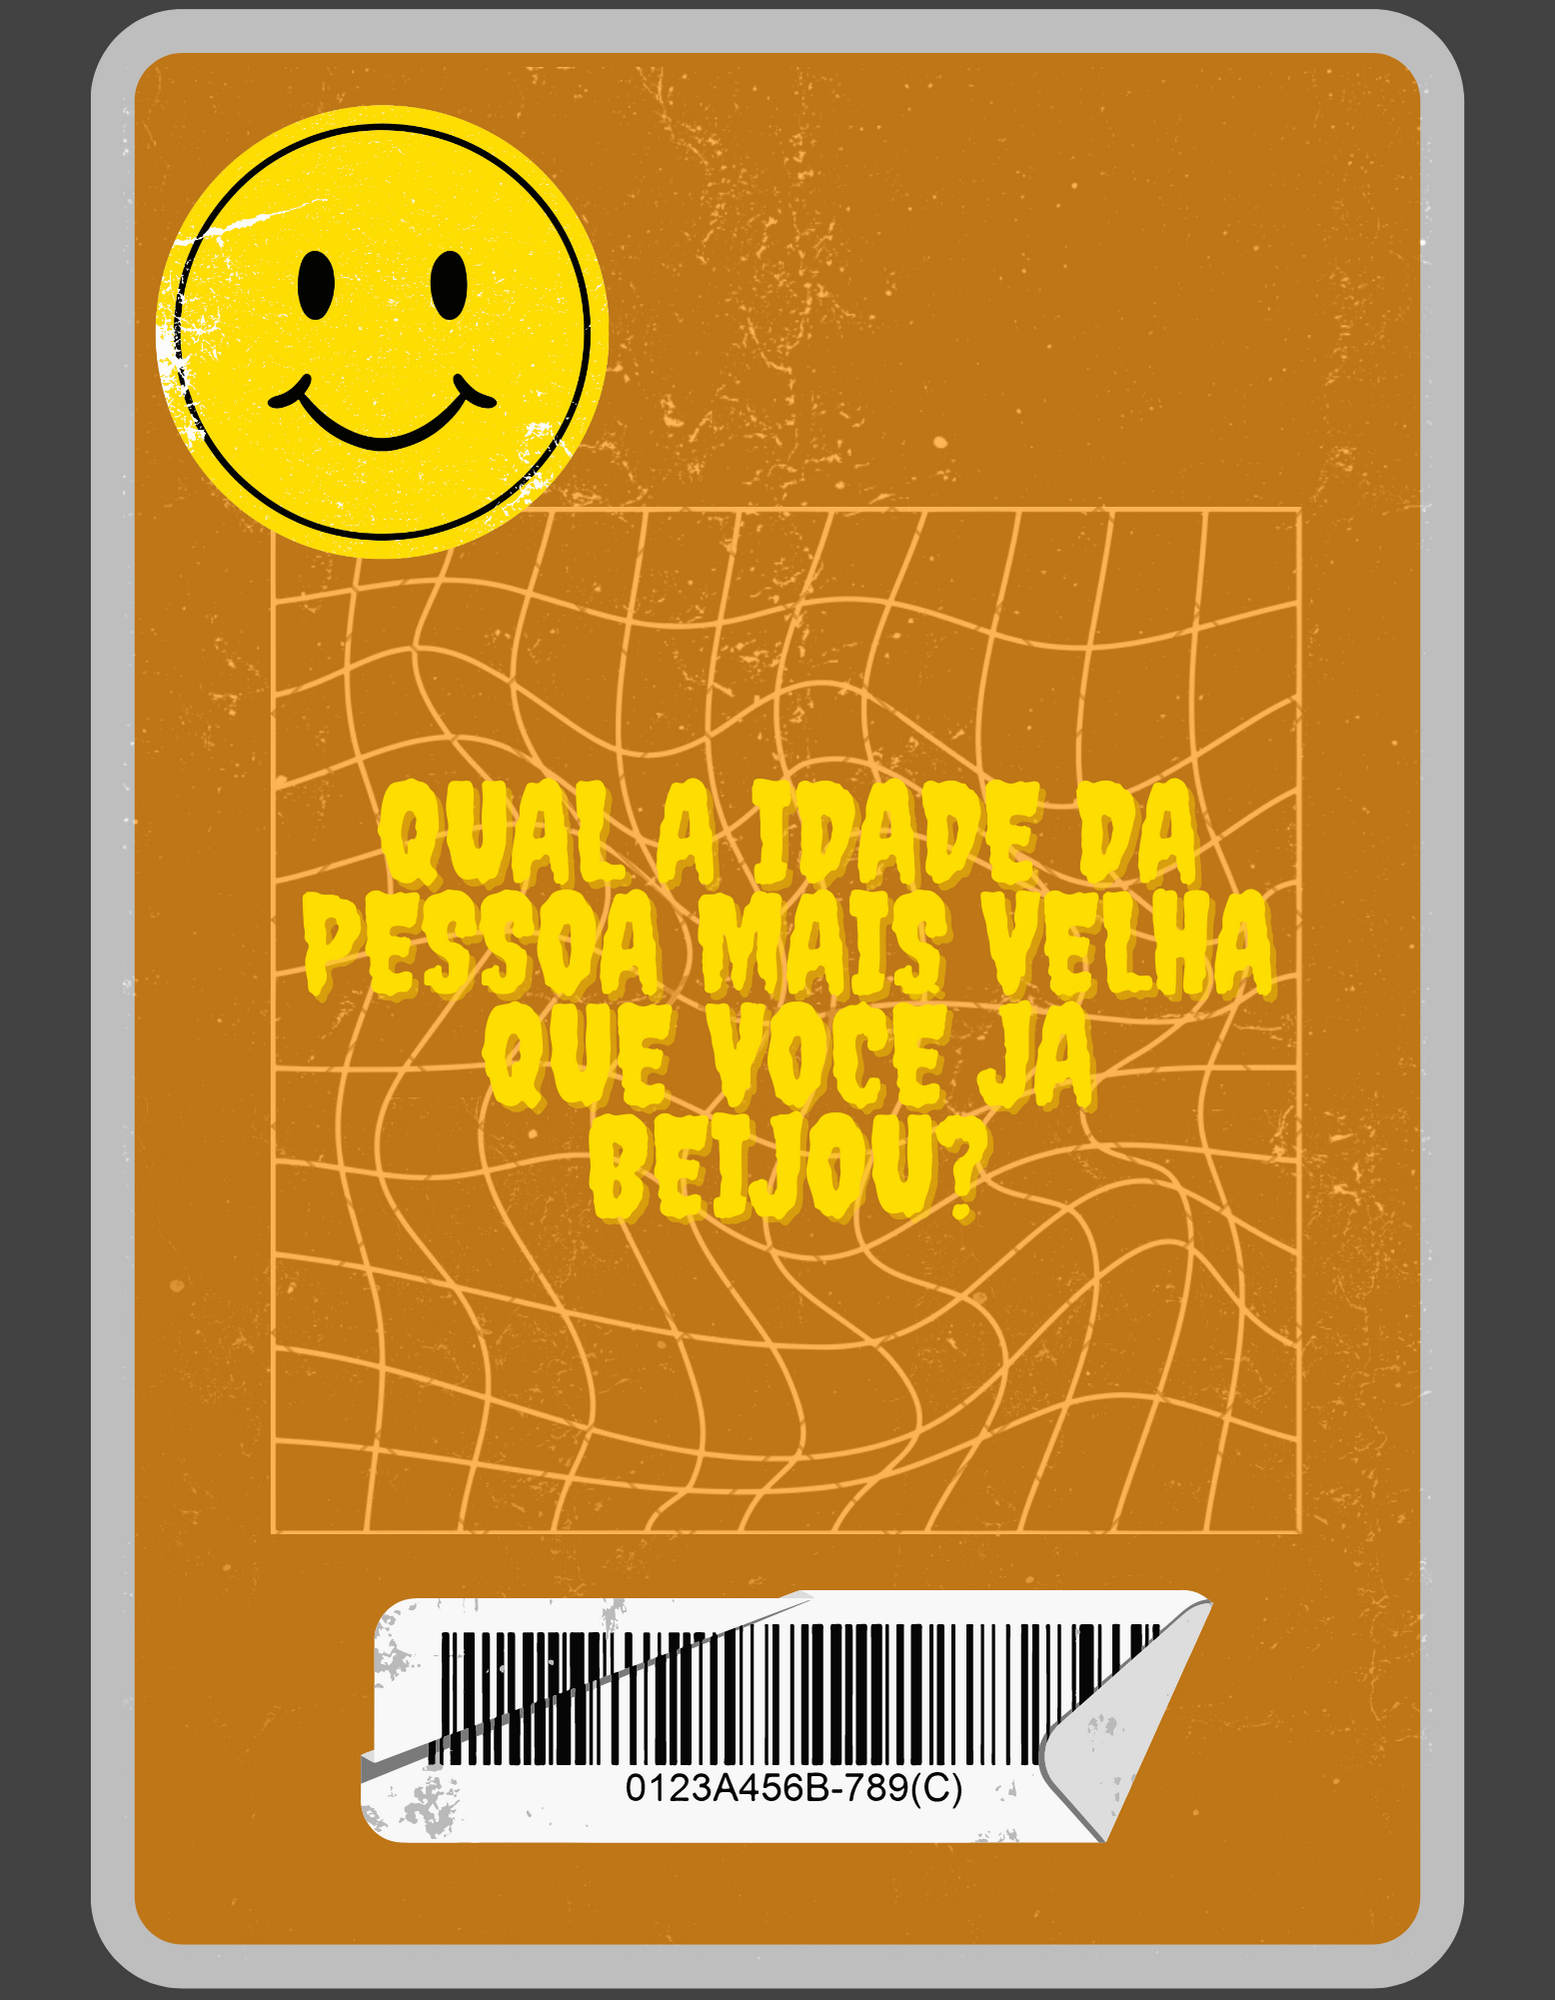 QUAL A IDADE DA
PESSOA MAIS VELHA
QUE VOCE JA
BEIJOU?
0123A456B-789(C)